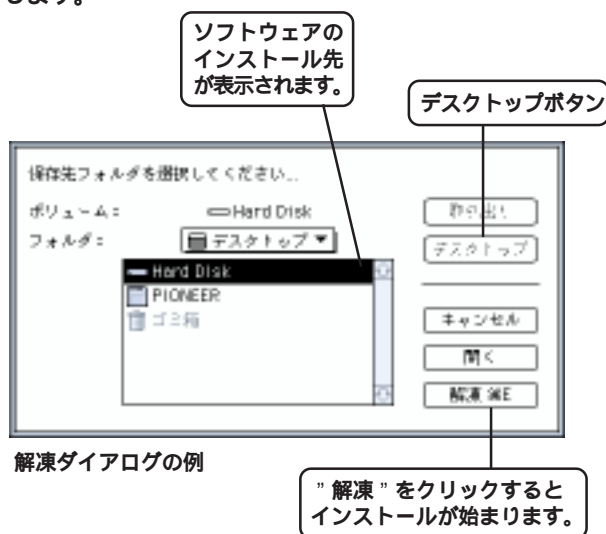 します。
ソフトウェアの
インストール先
が表示されます。
デスクトップボタン
保存先フォルダを選択してください...
ボリューム： Hard Disk
取り出し
フォルダ： デスクトップ▼
デスクトップ
Hard Disk
PIONEER
ゴミ箱
キャンセル
開く
解凍 ⌘E
解凍ダイアログの例
”解凍”をクリックすると
インストールが始まります。